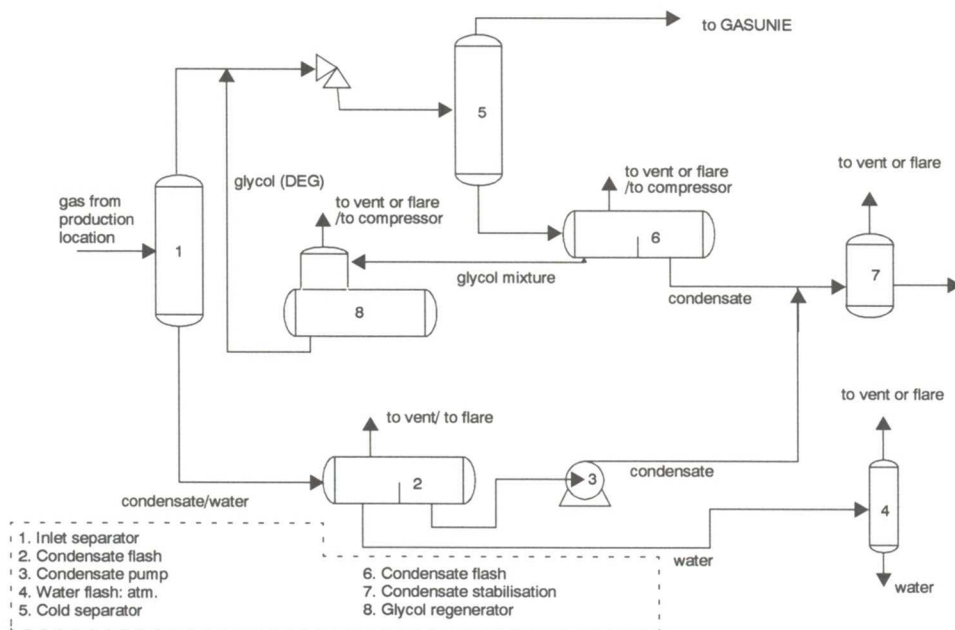 to GASUNIE
5
to vent or flare
/to compressor
to vent or flare
glycol (DEG)
gas from
production
location
1
to vent or flare
/to compressor
6
7
glycol mixture
condensate
8
to vent/ to flare
to vent or flare
2
3
condensate
4
condensate/water
water
water
1. Inlet separator
2. Condensate flash
3. Condensate pump
4. Water flash: atm.
5. Cold separator
6. Condensate flash
7. Condensate stabilisation
8. Glycol regenerator